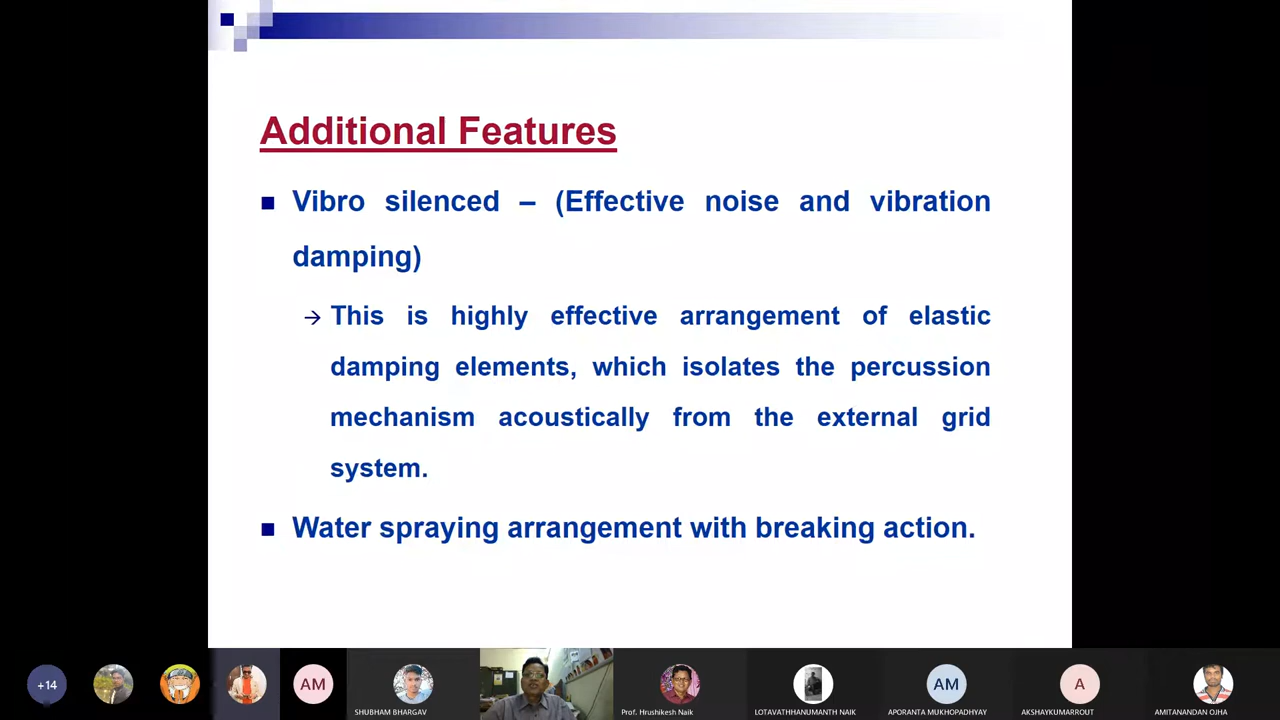 Additional Features
Vibro silenced – (Effective noise and vibration
damping)
→ This is highly effective arrangement of elastic
damping elements, which isolates the percussion
mechanism acoustically from the external grid
system.
Water spraying arrangement with breaking action.
+14
AM
SHUBHAM BHARGAV
Prof. Hrushikesh Naik
LOTAVATHHANUMANTH NAIK
AM
APORANTA MUKHOPADHYAY
A
AKSHAYKUMARROUT
AMITANANDAN OJHA